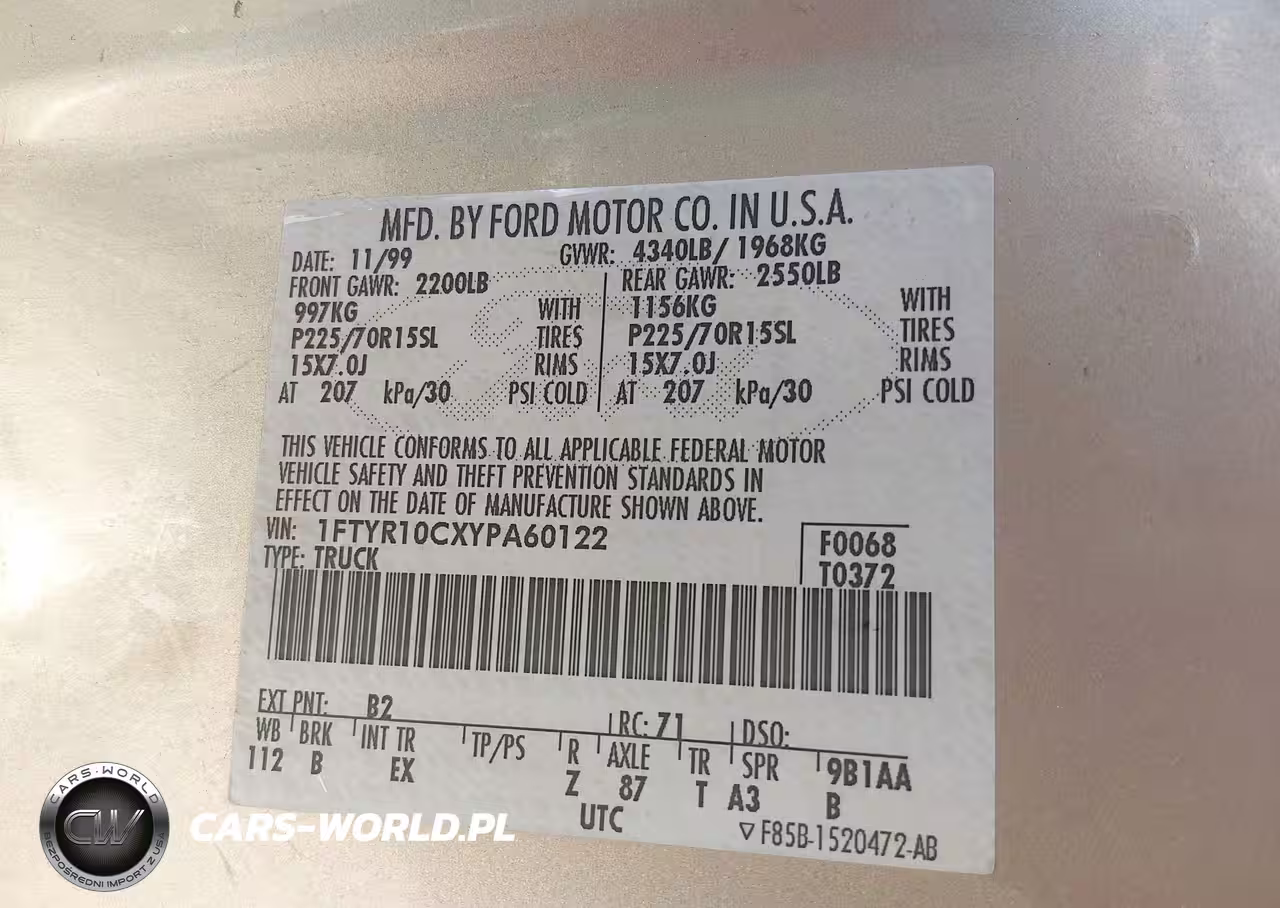 MFD. BY FORD MOTOR CO. IN U.S.A.
DATE: 11/99 GVWR: 4340LB/ 1968KG
FRONT GAWR: 2200LB REAR GAWR: 2550LB
997KG WITH 1156KG WITH
P225/70R15SL TIRES P225/70R15SL TIRES
15X7.0J RIMS 15X7.0J RIMS
AT 207 kPa/30 PSI COLD AT 207 kPa/30 PSI COLD
THIS VEHICLE CONFORMS TO ALL APPLICABLE FEDERAL MOTOR
VEHICLE SAFETY AND THEFT PREVENTION STANDARDS IN
EFFECT ON THE DATE OF MANUFACTURE SHOWN ABOVE.
VIN: 1FTYR10CXYPA60122
F0068
TYPE: TRUCK
T0372
EXT PNT: B2 RC: 71 DSO:
WB BRK INT TR TP/PS R AXLE TR SPR 9B1AA
112 B EX Z 87 T A3 B
UTC
F85B-1520472-AB
CARS-WORLD
CW
BEZPOŚREDNI IMPORT Z USA
CARS-WORLD.PL